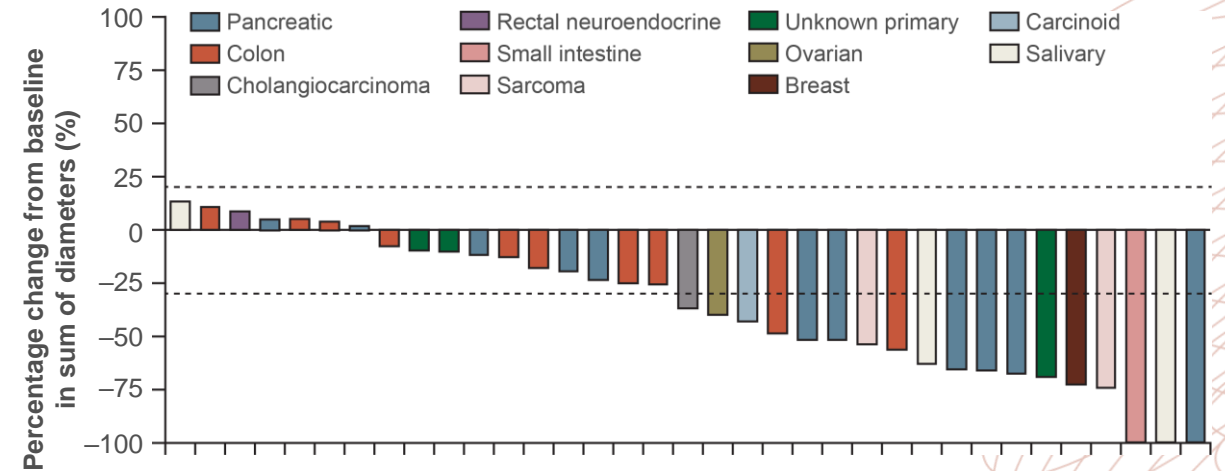 Percentage change from baseline
in sum of diameters (%)
100
75
50
25
0
–25
–50
–75
–100
Pancreatic
Colon
Cholangiocarcinoma
Rectal neuroendocrine
Small intestine
Sarcoma
Unknown primary
Ovarian
Breast
Carcinoid
Salivary